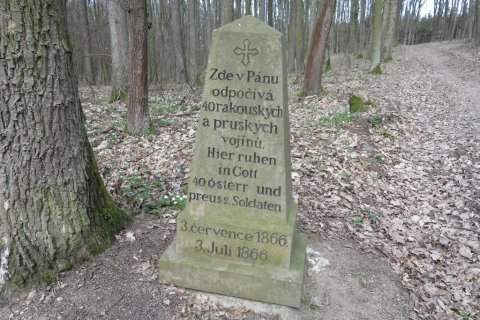 Zde v Pánu
odpočívá
40 rakouských
a pruských
vojínů.
Hier ruhen
in Gott
40 österr und
preuss. Soldaten.
3. července 1866.
3. Juli 1866.